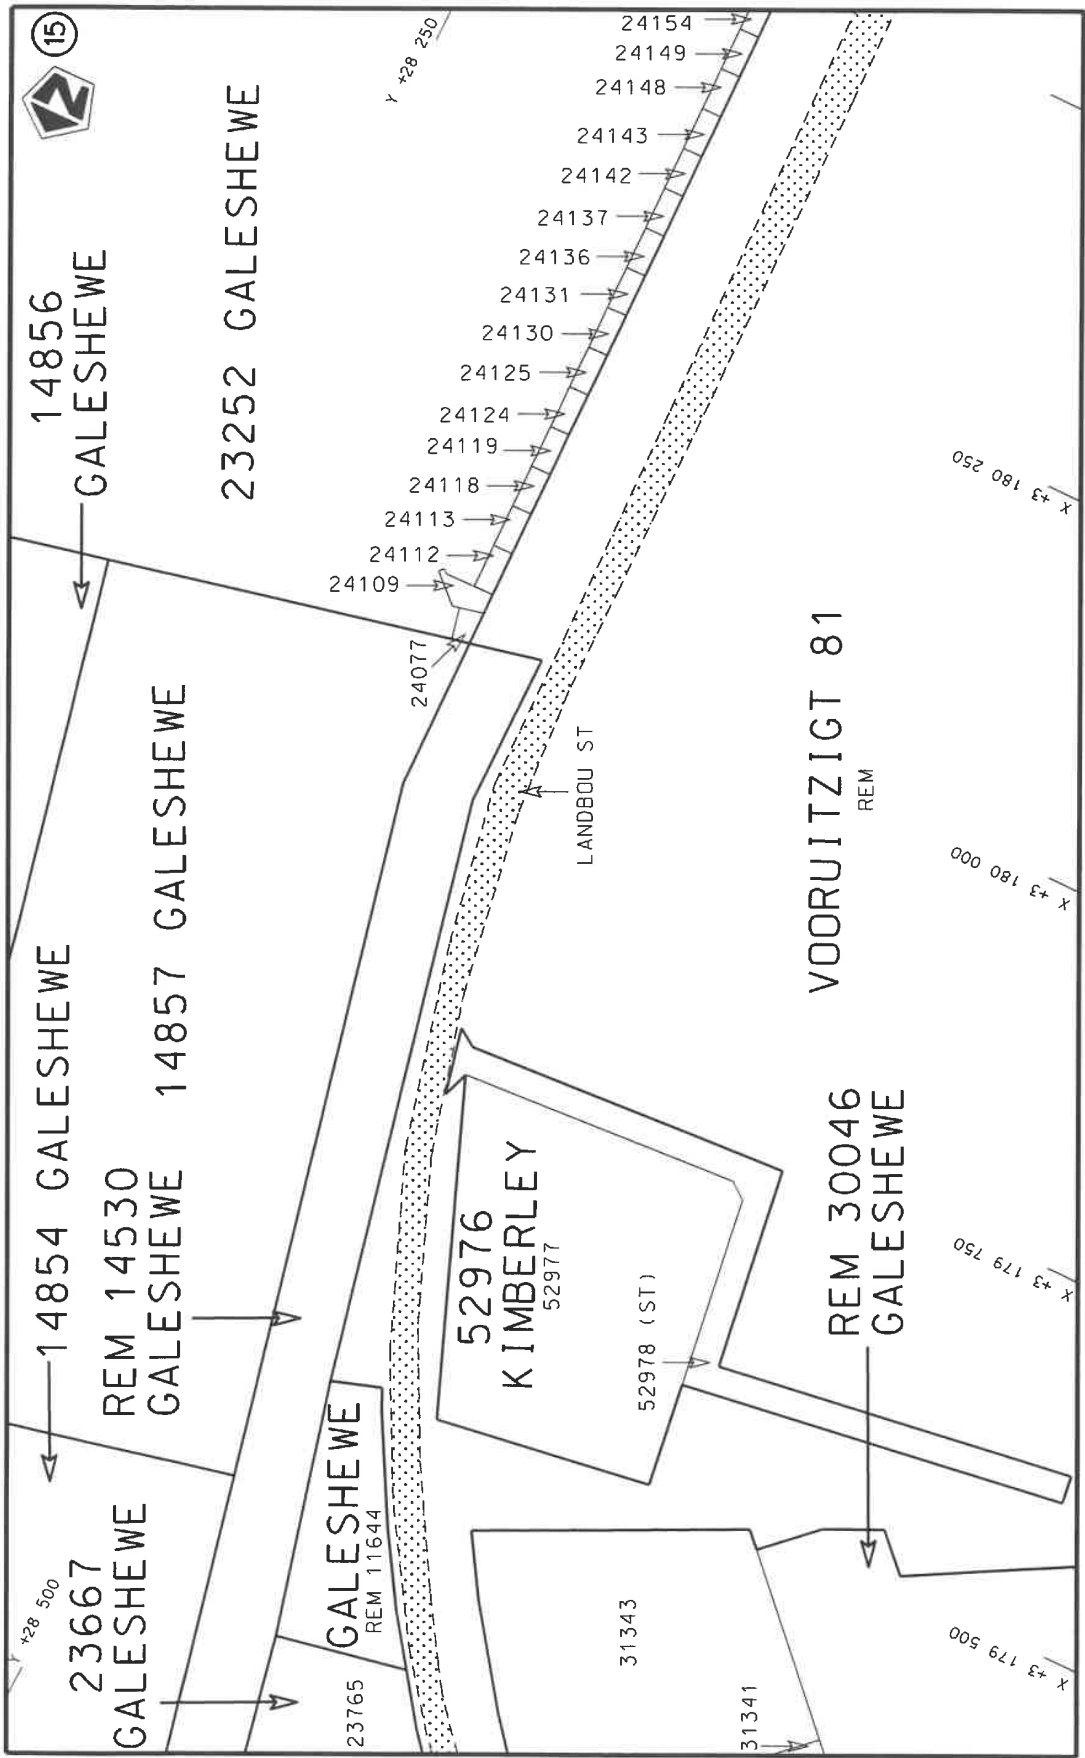 15
Y +28 250
24154
24149
24148
24143
24142
24137
24136
24131
24130
24125
24124
24119
24118
24113
24112
24109
24077
14856
GALESHEWE
23252 GALESHEWE
14857 GALESHEWE
14854 GALESHEWE
REM 14530
GALESHEWE
23667
GALESHEWE
Y +28 500
GALESHEWE
REM 11644
23765
LANDBOU ST
52976
KIMBERLEY
52977
52978 (ST)
VOORUITZIGT 81
REM
REM 30046
GALESHEWE
31343
31341
X +3 180 250
X +3 180 000
X +3 179 750
X +3 179 500